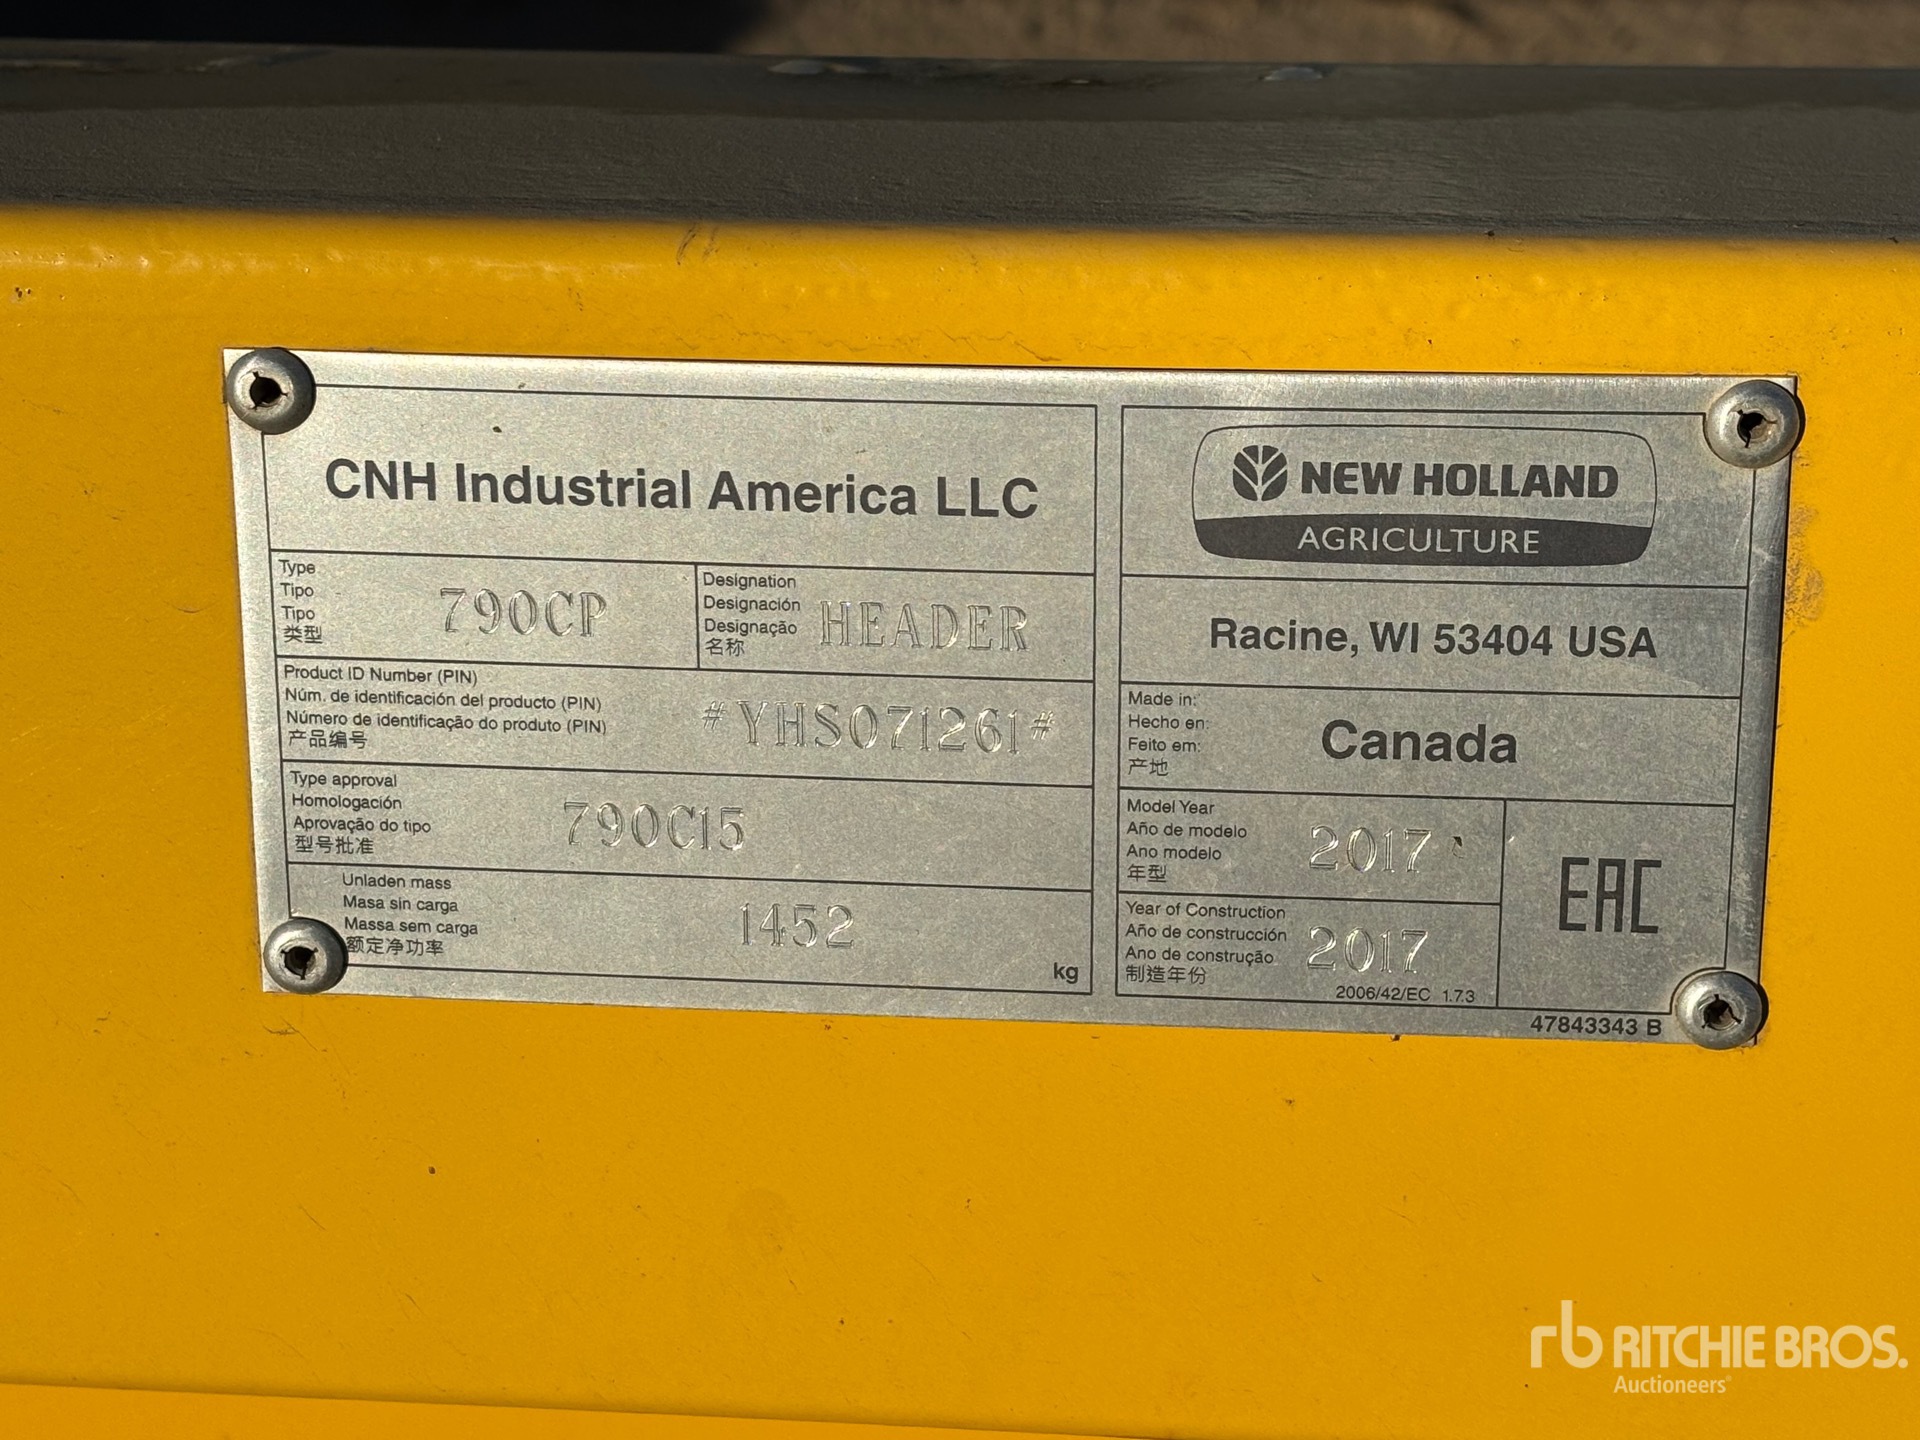 CNH Industrial America LLC
Type
Tipo
Tipo
类型
790CP
Designation
Designación
Designação
名称
HEADER
Product ID Number (PIN)
Núm. de identificación del producto (PIN)
Número de identificação do produto (PIN)
产品编号
#YHS071261#
Type approval
Homologación
Aprovação do tipo
型号批准
790C15
Unladen mass
Masa sin carga
Massa sem carga
额定净功率
1452
kg
NEW HOLLAND
AGRICULTURE
Racine, WI 53404 USA
Made in:
Hecho en:
Feito em:
产地
Canada
Model Year
Año de modelo
Ano modelo
年型
2017
Year of Construction
Año de construcción
Ano de construção
制造年份
2017
2006/42/EC 1.7.3
EAC
47843343 B
rb RITCHIE BROS.
Auctioneers